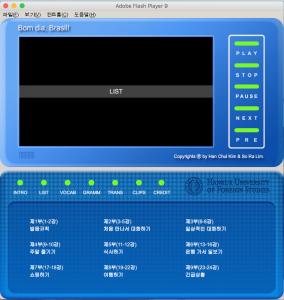 Adobe Flash Player 9
파일(F) 보기(V) 컨트롤(C) 도움말(H)
Bom dia, Brasil!
LIST
PLAY
STOP
PAUSE
NEXT
PRE
Copyrights @ by Han Chul Kim & So Ra Lim.
INTRO LIST VOCAB GRAMM TRANS CLIPS CREDIT
HANKUK UNIVERSITY
OF FOREIGN STUDIES
제1부(1-2강) 제2부(3-5강) 제3부(6-8강)
발음규칙 처음 만나서 대화하기 일상적인 대화하기
제4부(9-10강) 제5부(11-12강) 제6부(13-16강)
주말 즐기기 식사하기 은행 가서 일보기
제7부(17-18강) 제8부(19-22강) 제9부(23-24강)
쇼핑하기 여행하기 긴급상황